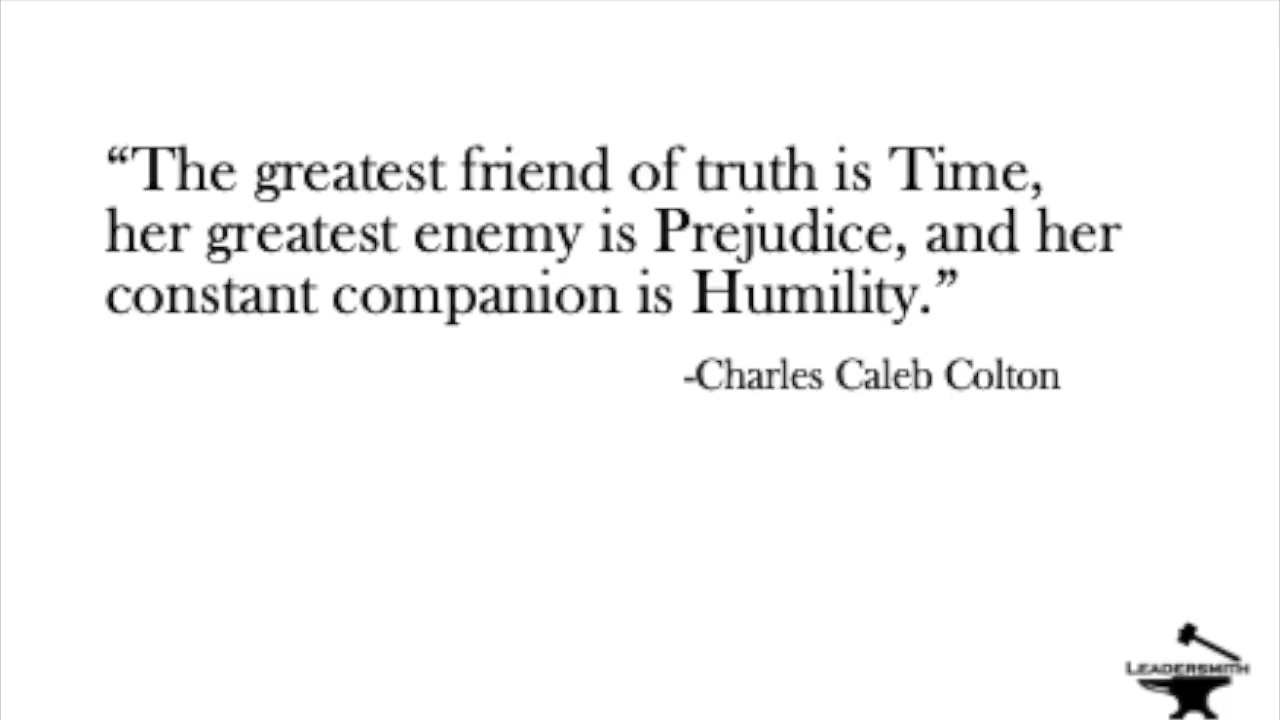 “The greatest friend of truth is Time,
her greatest enemy is Prejudice, and her
constant companion is Humility.”
-Charles Caleb Colton
LEADERSMITH